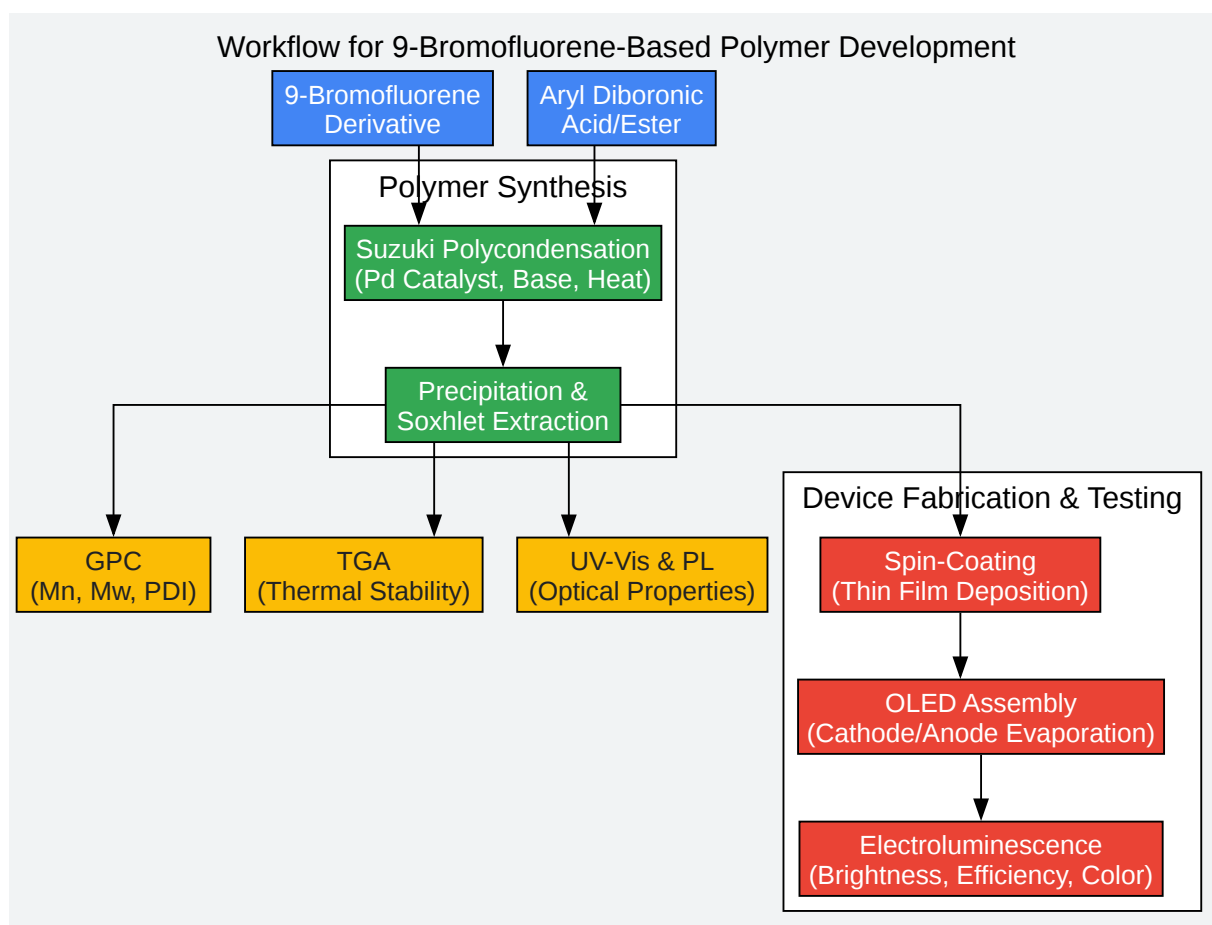 Workflow for 9-Bromofluorene-Based Polymer Development
9-Bromofluorene
Derivative
Aryl Diboronic
Acid/Ester
Polymer Synthesis
Suzuki Polycondensation
(Pd Catalyst, Base, Heat)
Precipitation &
Soxhlet Extraction
GPC
(Mn, Mw, PDI)
TGA
(Thermal Stability)
UV-Vis & PL
(Optical Properties)
Device Fabrication & Testing
Spin-Coating
(Thin Film Deposition)
OLED Assembly
(Cathode/Anode Evaporation)
Electroluminescence
(Brightness, Efficiency, Color)